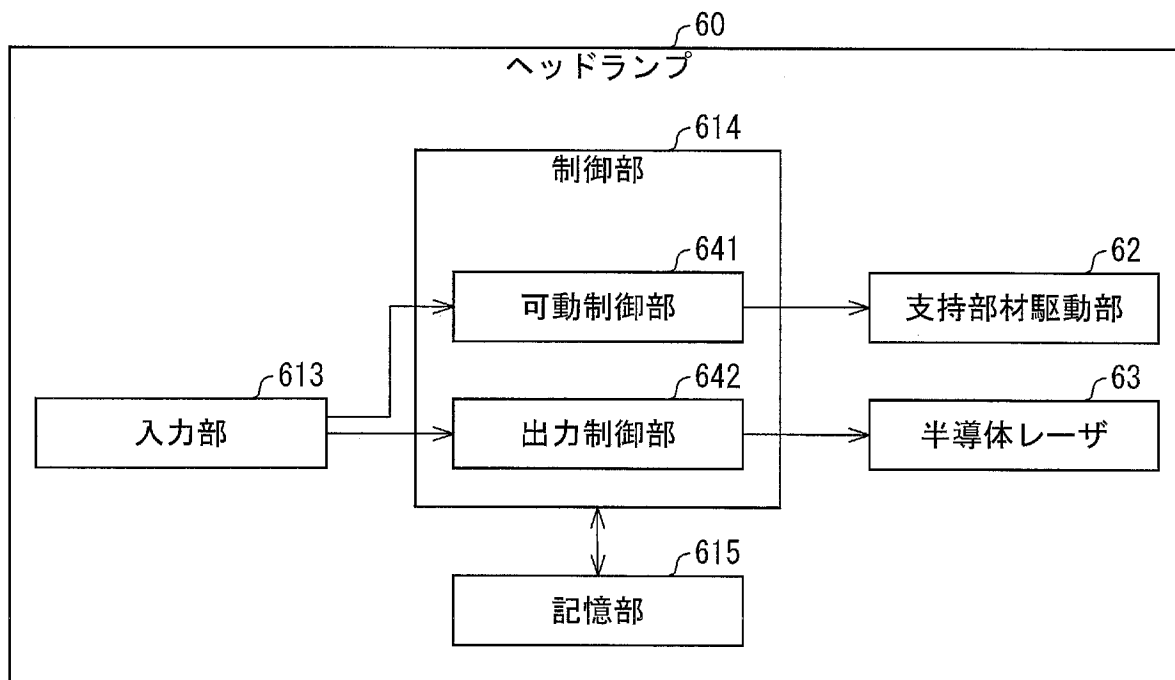 60
ヘッドランプ
614
制御部
641
可動制御部
62
支持部材駆動部
613
入力部
642
出力制御部
63
半導体レーザ
615
記憶部